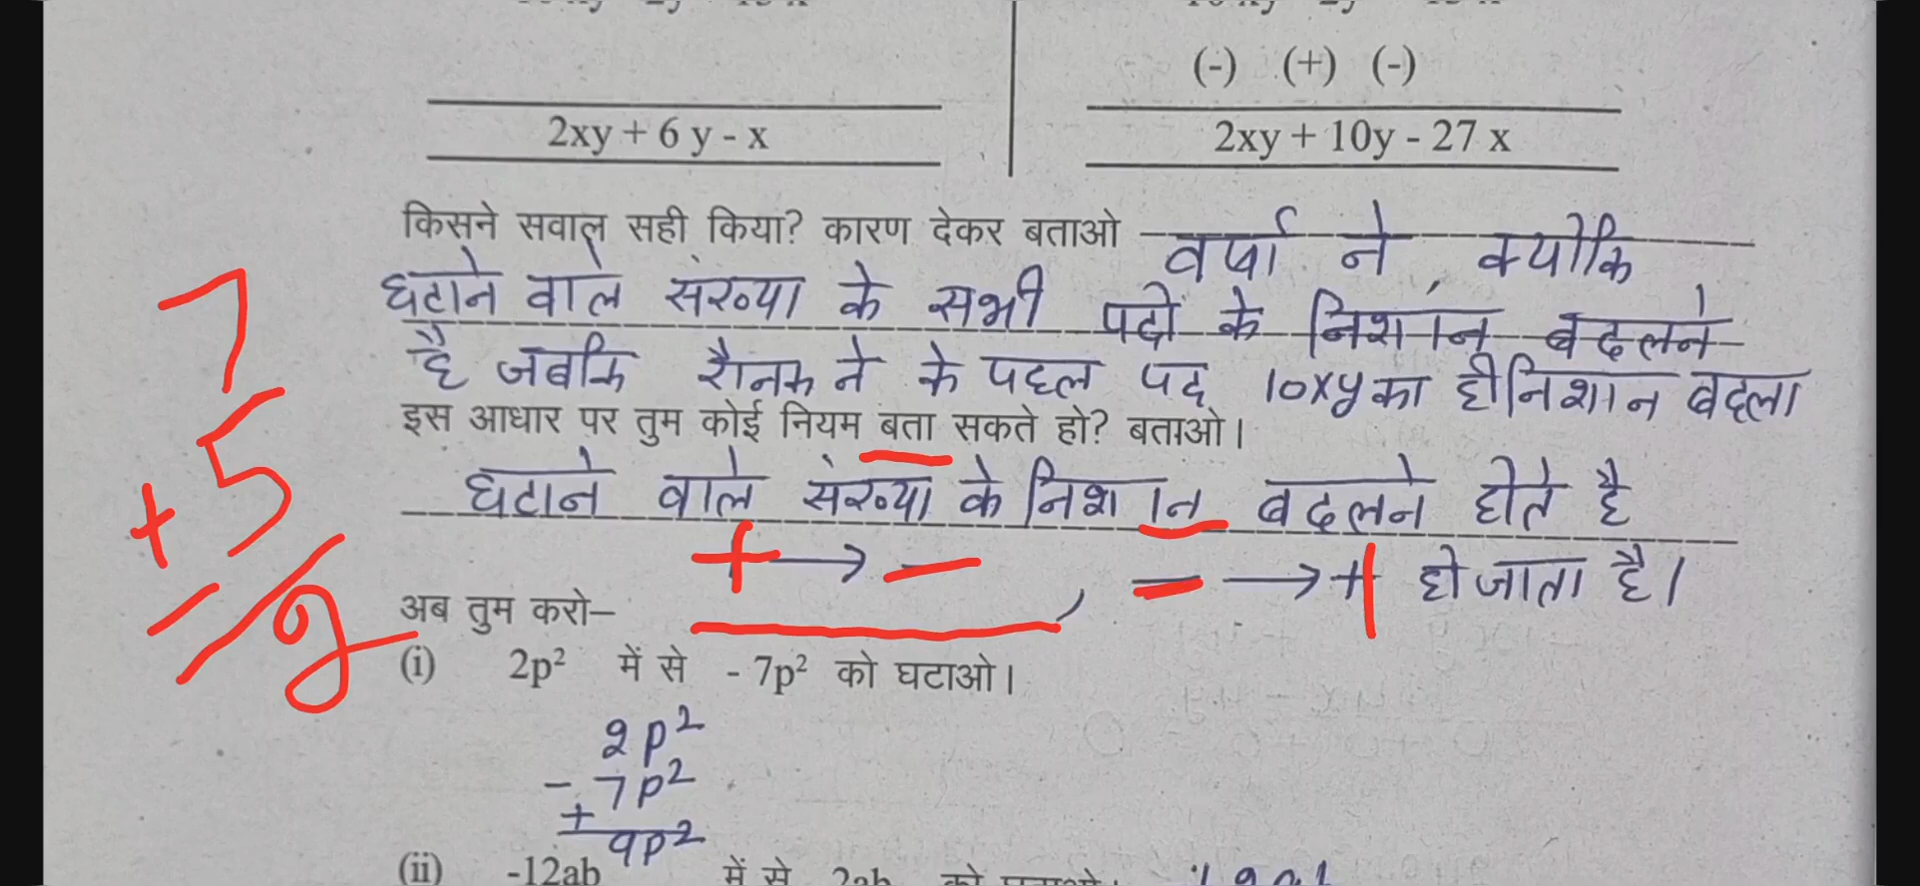 (-) (+) (-)
2xy + 6 y - x
2xy + 10y - 27 x
किसने सवाल सही किया? कारण देकर बताओ वर्षा ने क्योकि
घटाने वाले संख्या के सभी पदो के निशान बदलने
है जबकि रौनक ने के पहल पद 10xy का ही निशान बदला
इस आधार पर तुम कोई नियम बता सकते हो? बताओ।
घटाने वाले संख्या के निशान बदलने होते है
+ → − , − → + हो जाता है।
7
+ 5
=
अब तुम करो–
(i) 2p² में से - 7p² को घटाओ।
2p²
- 7p²
+
9p²
(ii) -12ab में से 2ab को घटाओ।